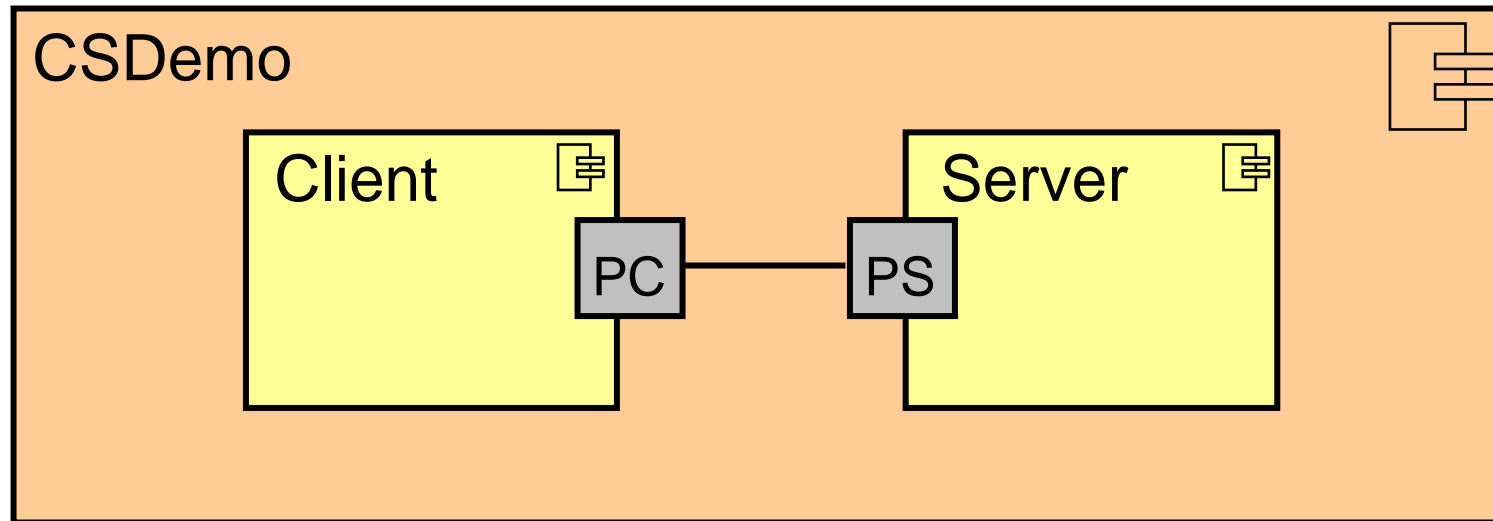 CSDemo
Client
Server
PC
PS